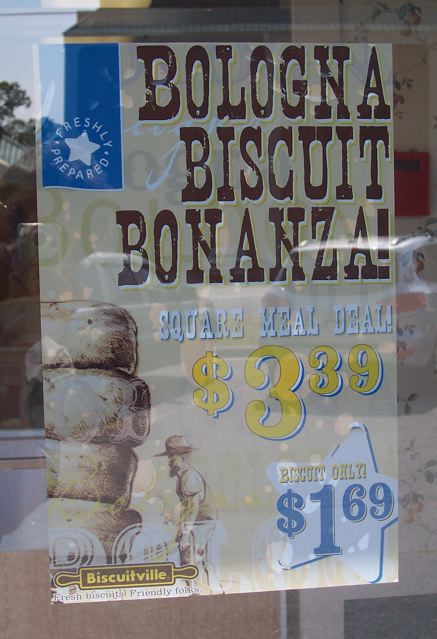 BOLOGNA
BISCUIT
BONANZA!
FRESHLY
PREPARED
SQUARE MEAL DEAL!
$3 39
BISCUIT ONLY!
$1 69
Biscuitville
Fresh biscuits! Friendly folks.